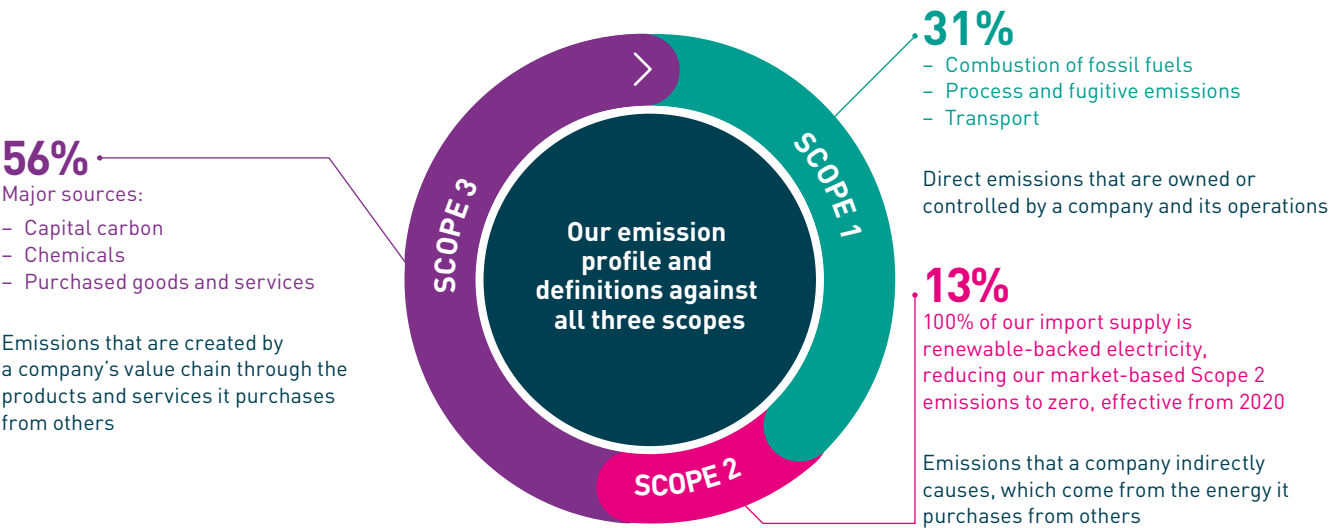 56%
Major sources:
– Capital carbon
– Chemicals
– Purchased goods and services
Emissions that are created by
a company’s value chain through the
products and services it purchases
from others
SCOPE 3
SCOPE 1
SCOPE 2
Our emission
profile and
definitions against
all three scopes
31%
– Combustion of fossil fuels
– Process and fugitive emissions
– Transport
Direct emissions that are owned or
controlled by a company and its operations
13%
100% of our import supply is
renewable-backed electricity,
reducing our market-based Scope 2
emissions to zero, effective from 2020
Emissions that a company indirectly
causes, which come from the energy it
purchases from others